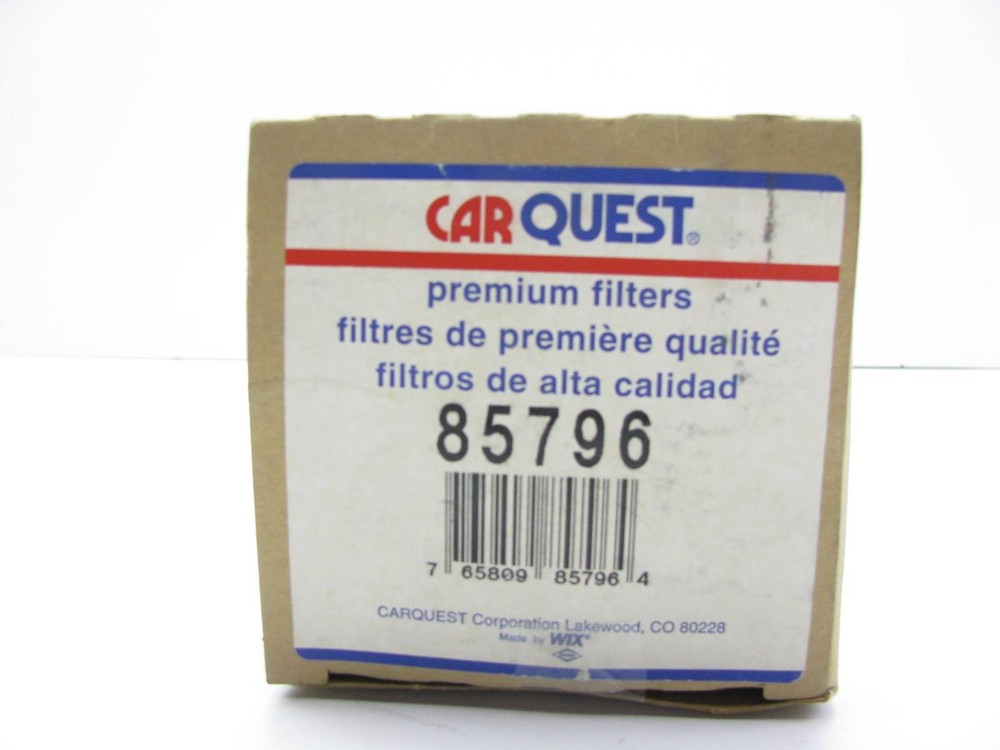 CARQUEST®
premium filters
filtres de première qualité
filtros de alta calidad
85796
7 65809 85796 4
CARQUEST Corporation Lakewood, CO 80228
Made by WIX®